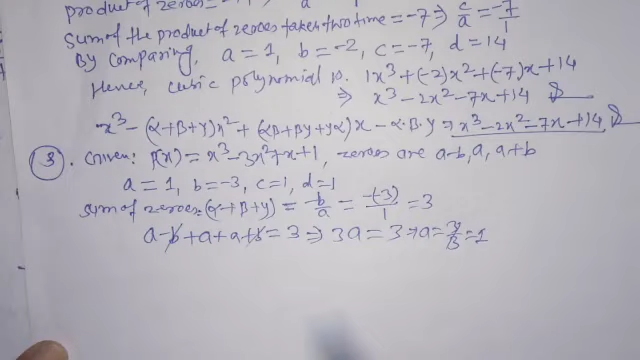 product of zeroes = 
Sum of the product of zeroes taken two time = -7 ⇒ c/a = -7/1
By comparing, a = 1, b = -2, c = -7, d = 14
Hence, cubic polynomial is. 1x³+(-2)x²+(-7)x+14
⇒ x³-2x²-7x+14
x³-(α+β+γ)x²+(αβ+βγ+γα)x-α.β.γ ⇒ x³-2x²-7x+14
3. Given: P(x) = x³-3x²+x+1, zeroes are a-b, a, a+b
a = 1, b = -3, c = 1, d = 1
Sum of zeroes = (α+β+γ) = -b/a = -(-3)/1 = 3
a-b+a+a+b = 3 ⇒ 3a = 3 ⇒ a = 3/3 = 1